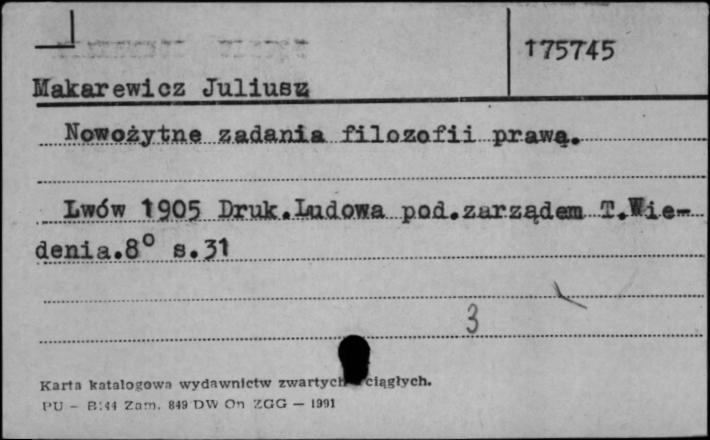 175745
Makarewicz Juliusz
Nowożytne zadania filozofii prawa.
Lwów 1905 Druk.Ludowa pod.zarządem T.Wie-
denia.8° s.31
3
Karta katalogowa wydawnictw zwartych ciągłych.
PU - B:44 Zam. 849 DW On ZGG — 1991